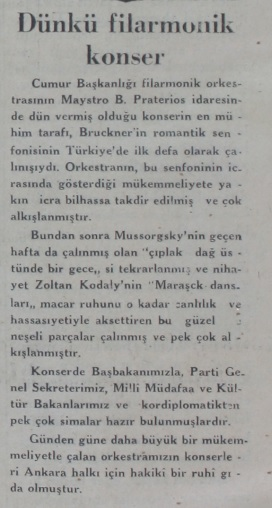 Dünkü filarmonik
konser
Cumur Başkanlığı filarmonik orkes-
trasının Maystro B. Praterios idaresin-
de dün vermiş olduğu konserin en mü -
him tarafı, Bruckner'in romantik sen -
fonisinin Türkiye'de ilk defa olarak ça-
lınışıydı. Orkestranın, bu senfoninin ic-
rasında gösterdiği mükemmeliyete ya -
kın icra bilhassa takdir edilmiş ve çok
alkışlanmıştır.
Bundan sonra Mussorgsky'nin geçen
hafta da çalınmış olan "çıplak dağ üs -
tünde bir gece,, si tekrarlanmış ve niha-
yet Zoltan Kodaly'nin "Maraşck dans-
ları,, macar ruhunu o kadar canlılık ve
hassasıyetiyle aksettiren bu güzel
neşeli parçalar çalınmış ve pek çok al -
kışlanmıştır.
Konserde Başbakanımızla, Parti Ge-
nel Sekreterimiz, Milli Müdafaa ve Kül-
tür Bakanlarımız ve kordiplomatikten
pek çok simalar hazır bulunmuşlardır.
Günden güne daha büyük bir mükem-
meliyetle çalan orkestramızın konserle -
ri Ankara halkı için hakiki bir ruhi gı -
da olmuştur.